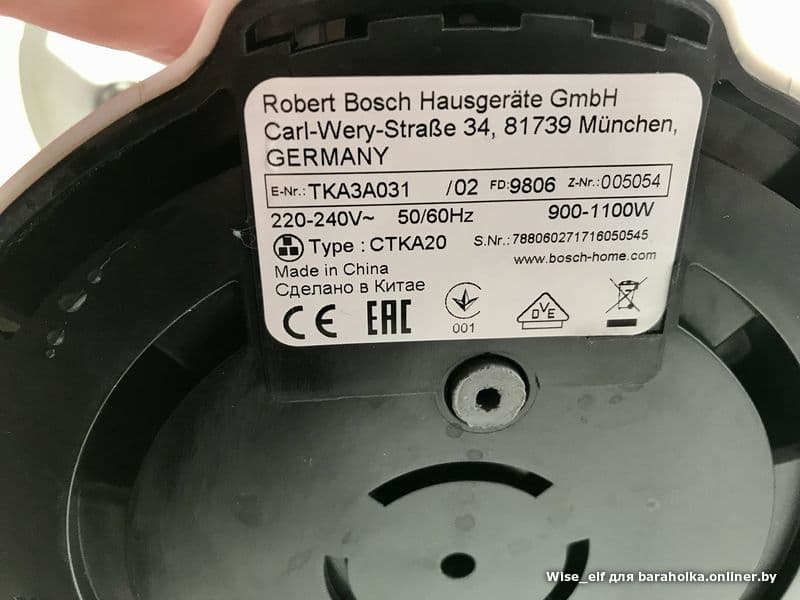 Robert Bosch Hausgeräte GmbH
Carl-Wery-Straße 34, 81739 München,
GERMANY
E-Nr.: TKA3A031 /02 FD: 9806 Z-Nr.: 005054
220-240V~ 50/60Hz 900-1100W
Type : CTKA20 S.Nr.: 788060271716050545
www.bosch-home.com
Made in China
Сделано в Китае
CE EAC 001 DVE
Wise_elf для baraholka.onliner.by